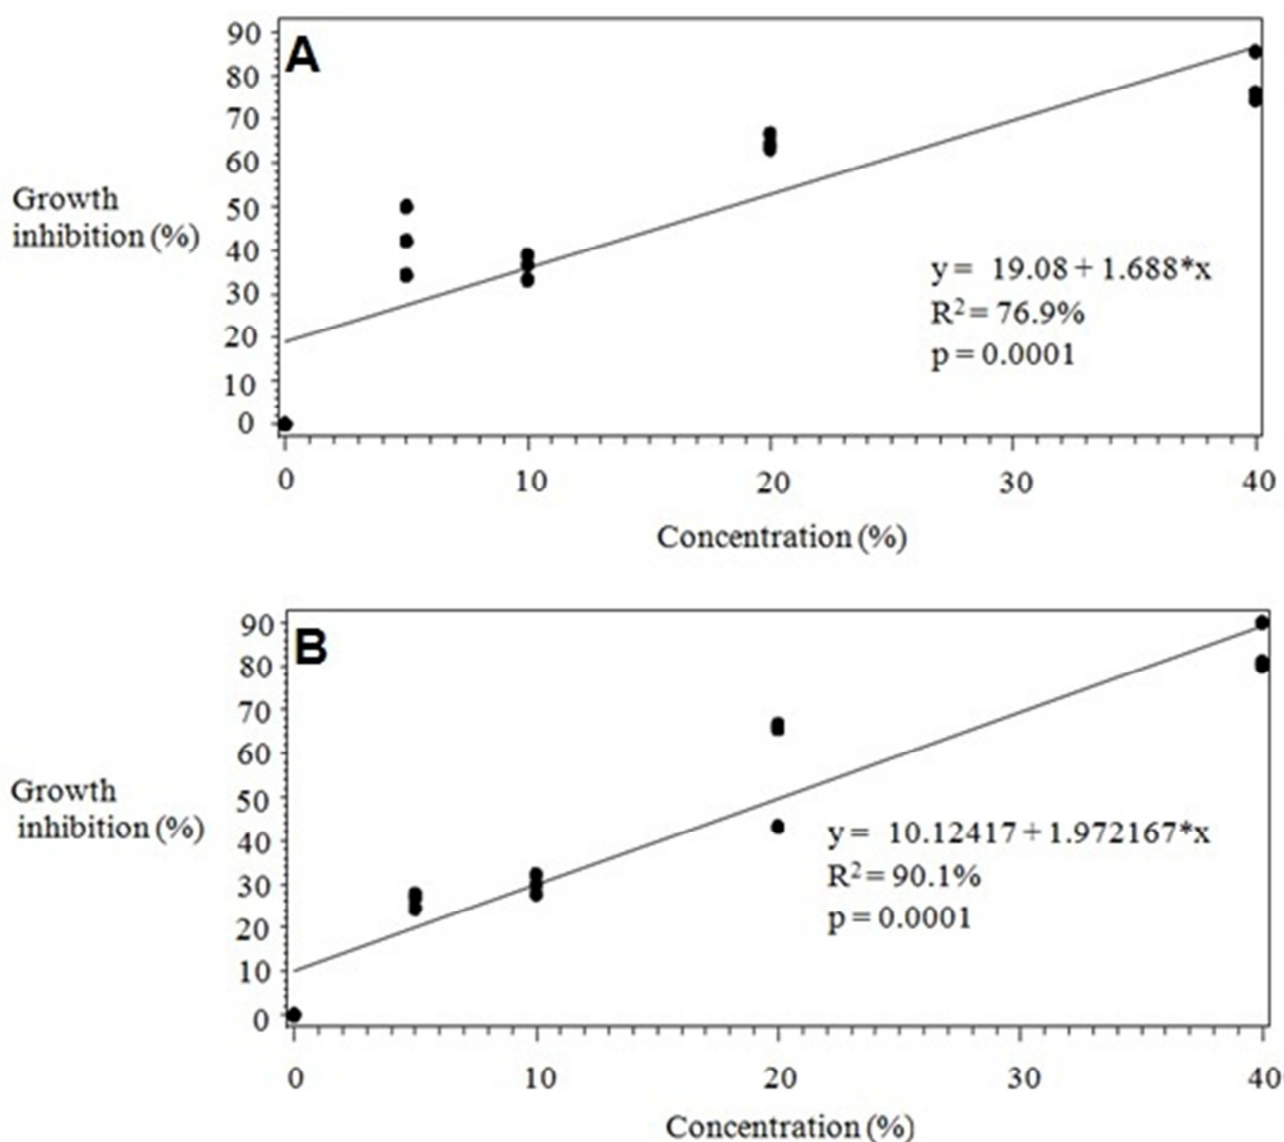 A
90
80
70
60
50
40
30
20
10
0
Growth
inhibition (%)
y = 19.08 + 1.688*x
R² = 76.9%
p = 0.0001
0 10 20 30 40
Concentration (%)
B
90
80
70
60
50
40
30
20
10
0
Growth
inhibition (%)
y = 10.12417 + 1.972167*x
R² = 90.1%
p = 0.0001
0 10 20 30 40
Concentration (%)